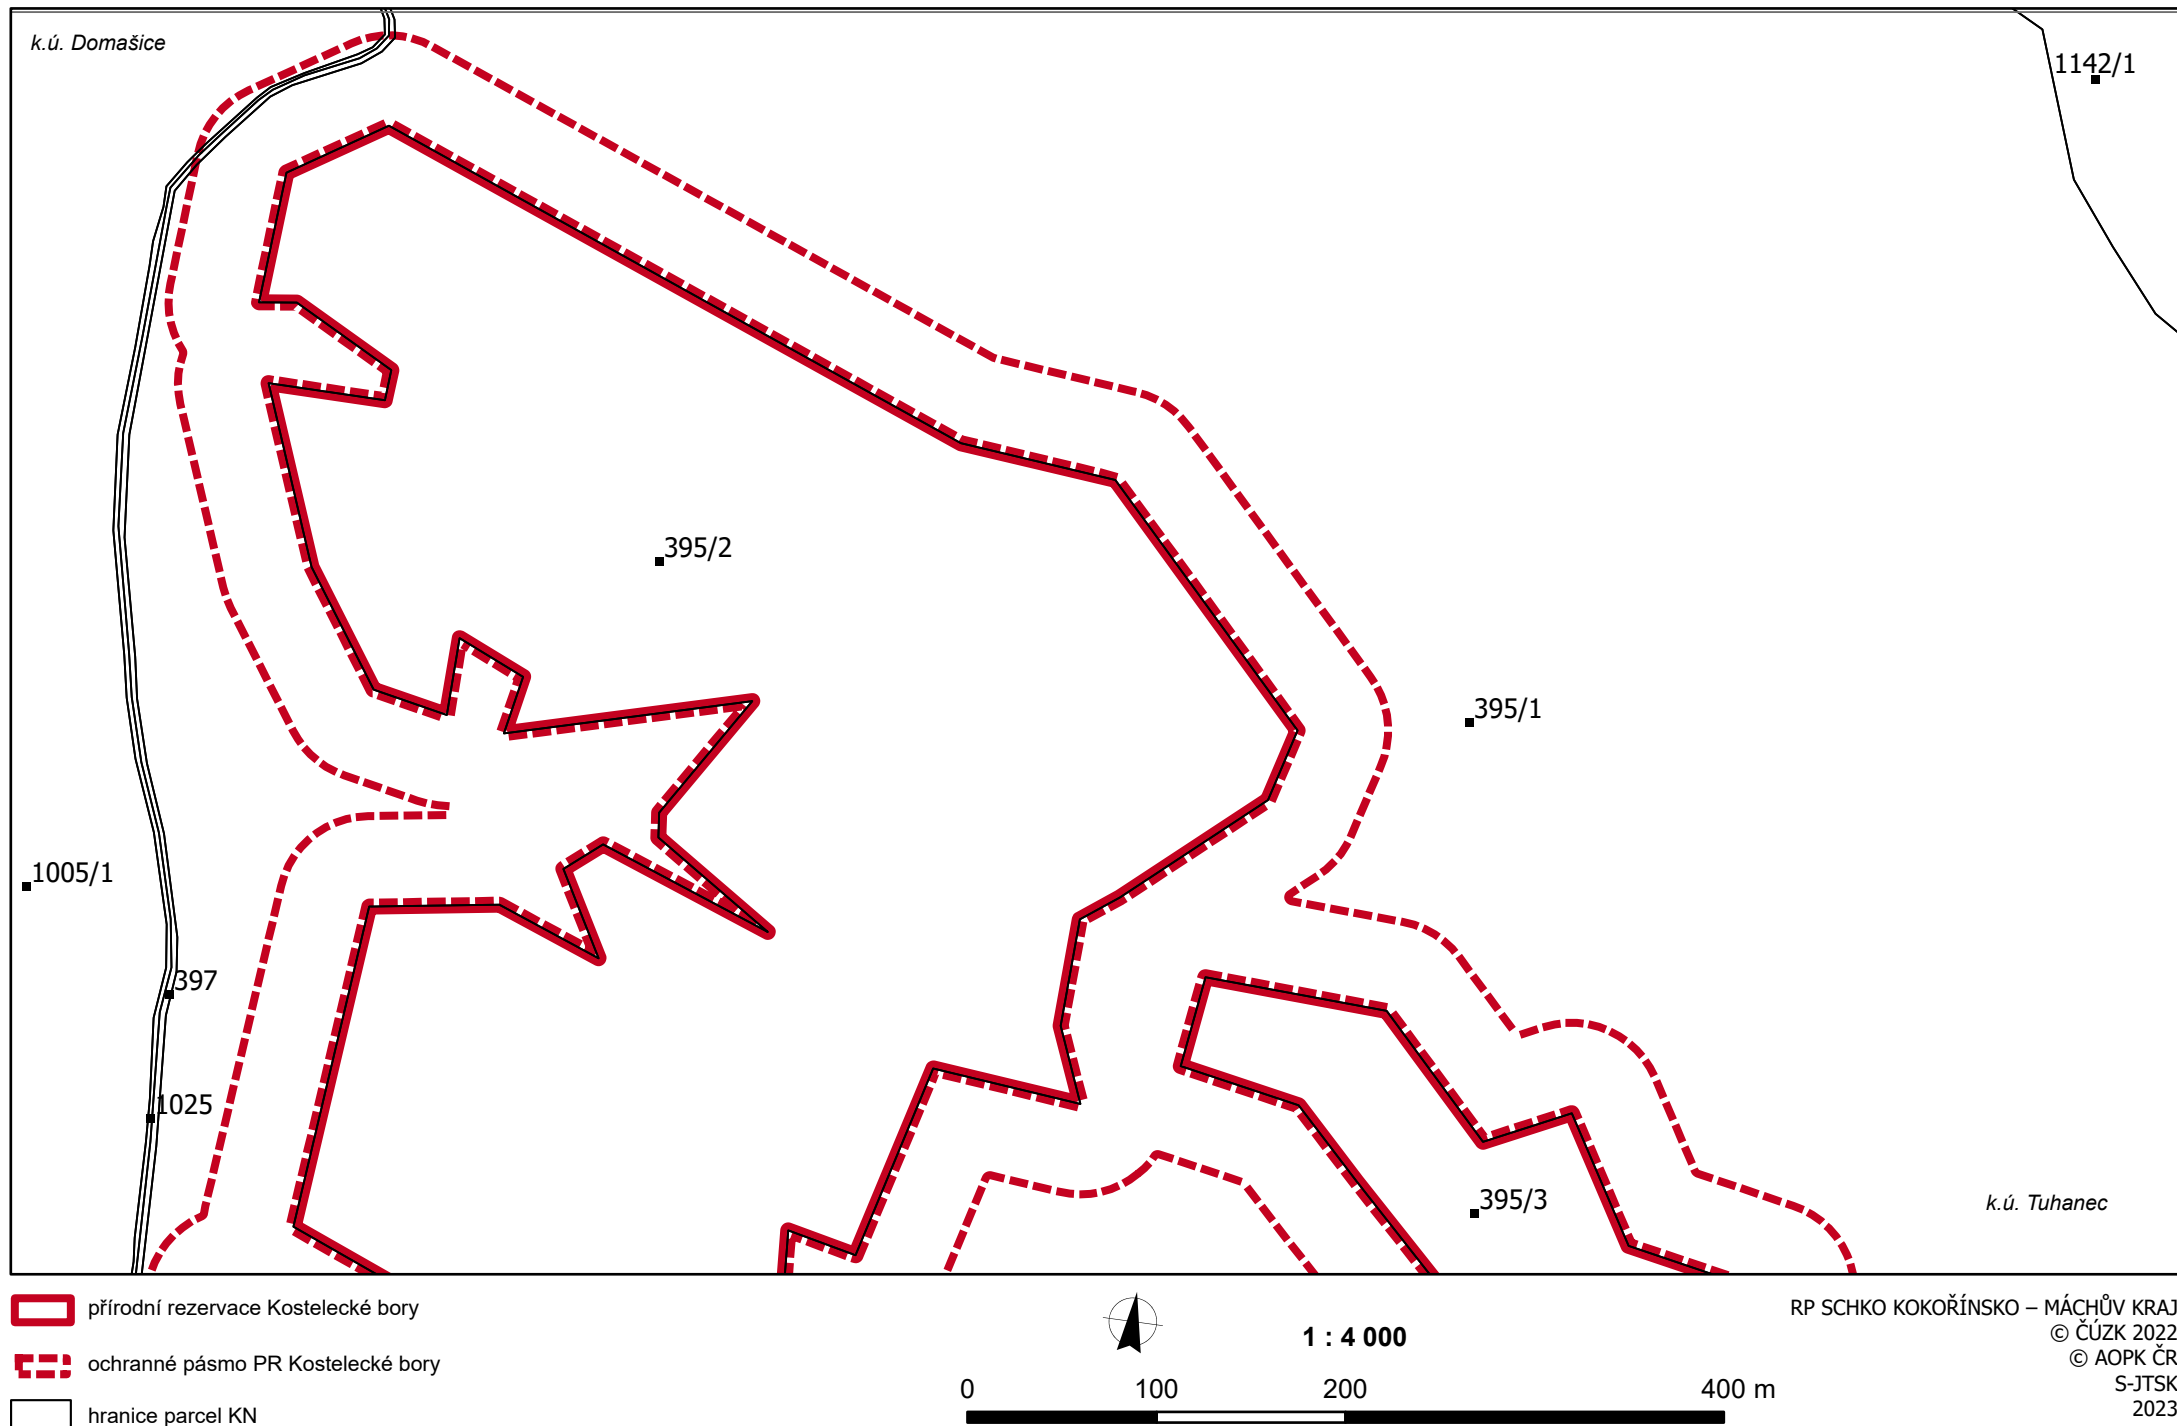 k.ú. Domašice
1142/1
395/2
395/1
1005/1
397
1025
395/3
k.ú. Tuhanec
přírodní rezervace Kostelecké bory
ochranné pásmo PR Kostelecké bory
hranice parcel KN
1 : 4 000
0 100 200 400 m
RP SCHKO KOKOŘÍNSKO – MÁCHŮV KRAJ
© ČÚZK 2022
© AOPK ČR
S-JTSK
2023